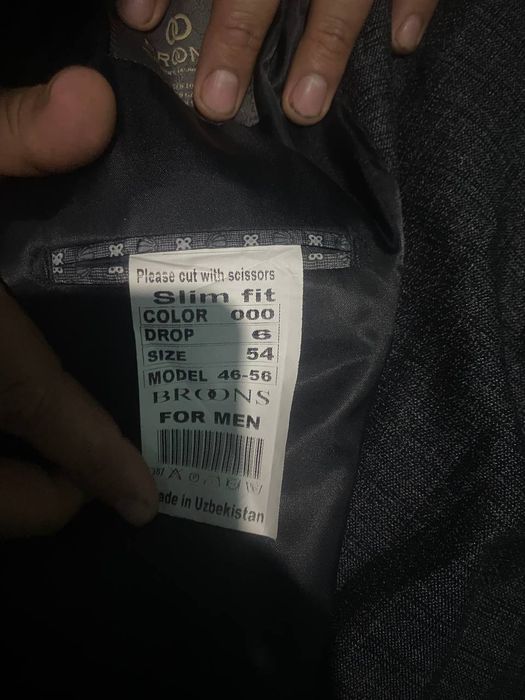 Please cut with scissors
Slim fit
COLOR 000
DROP 6
SIZE 54
MODEL 46-56
BROONS
FOR MEN
ade in Uzbekistan